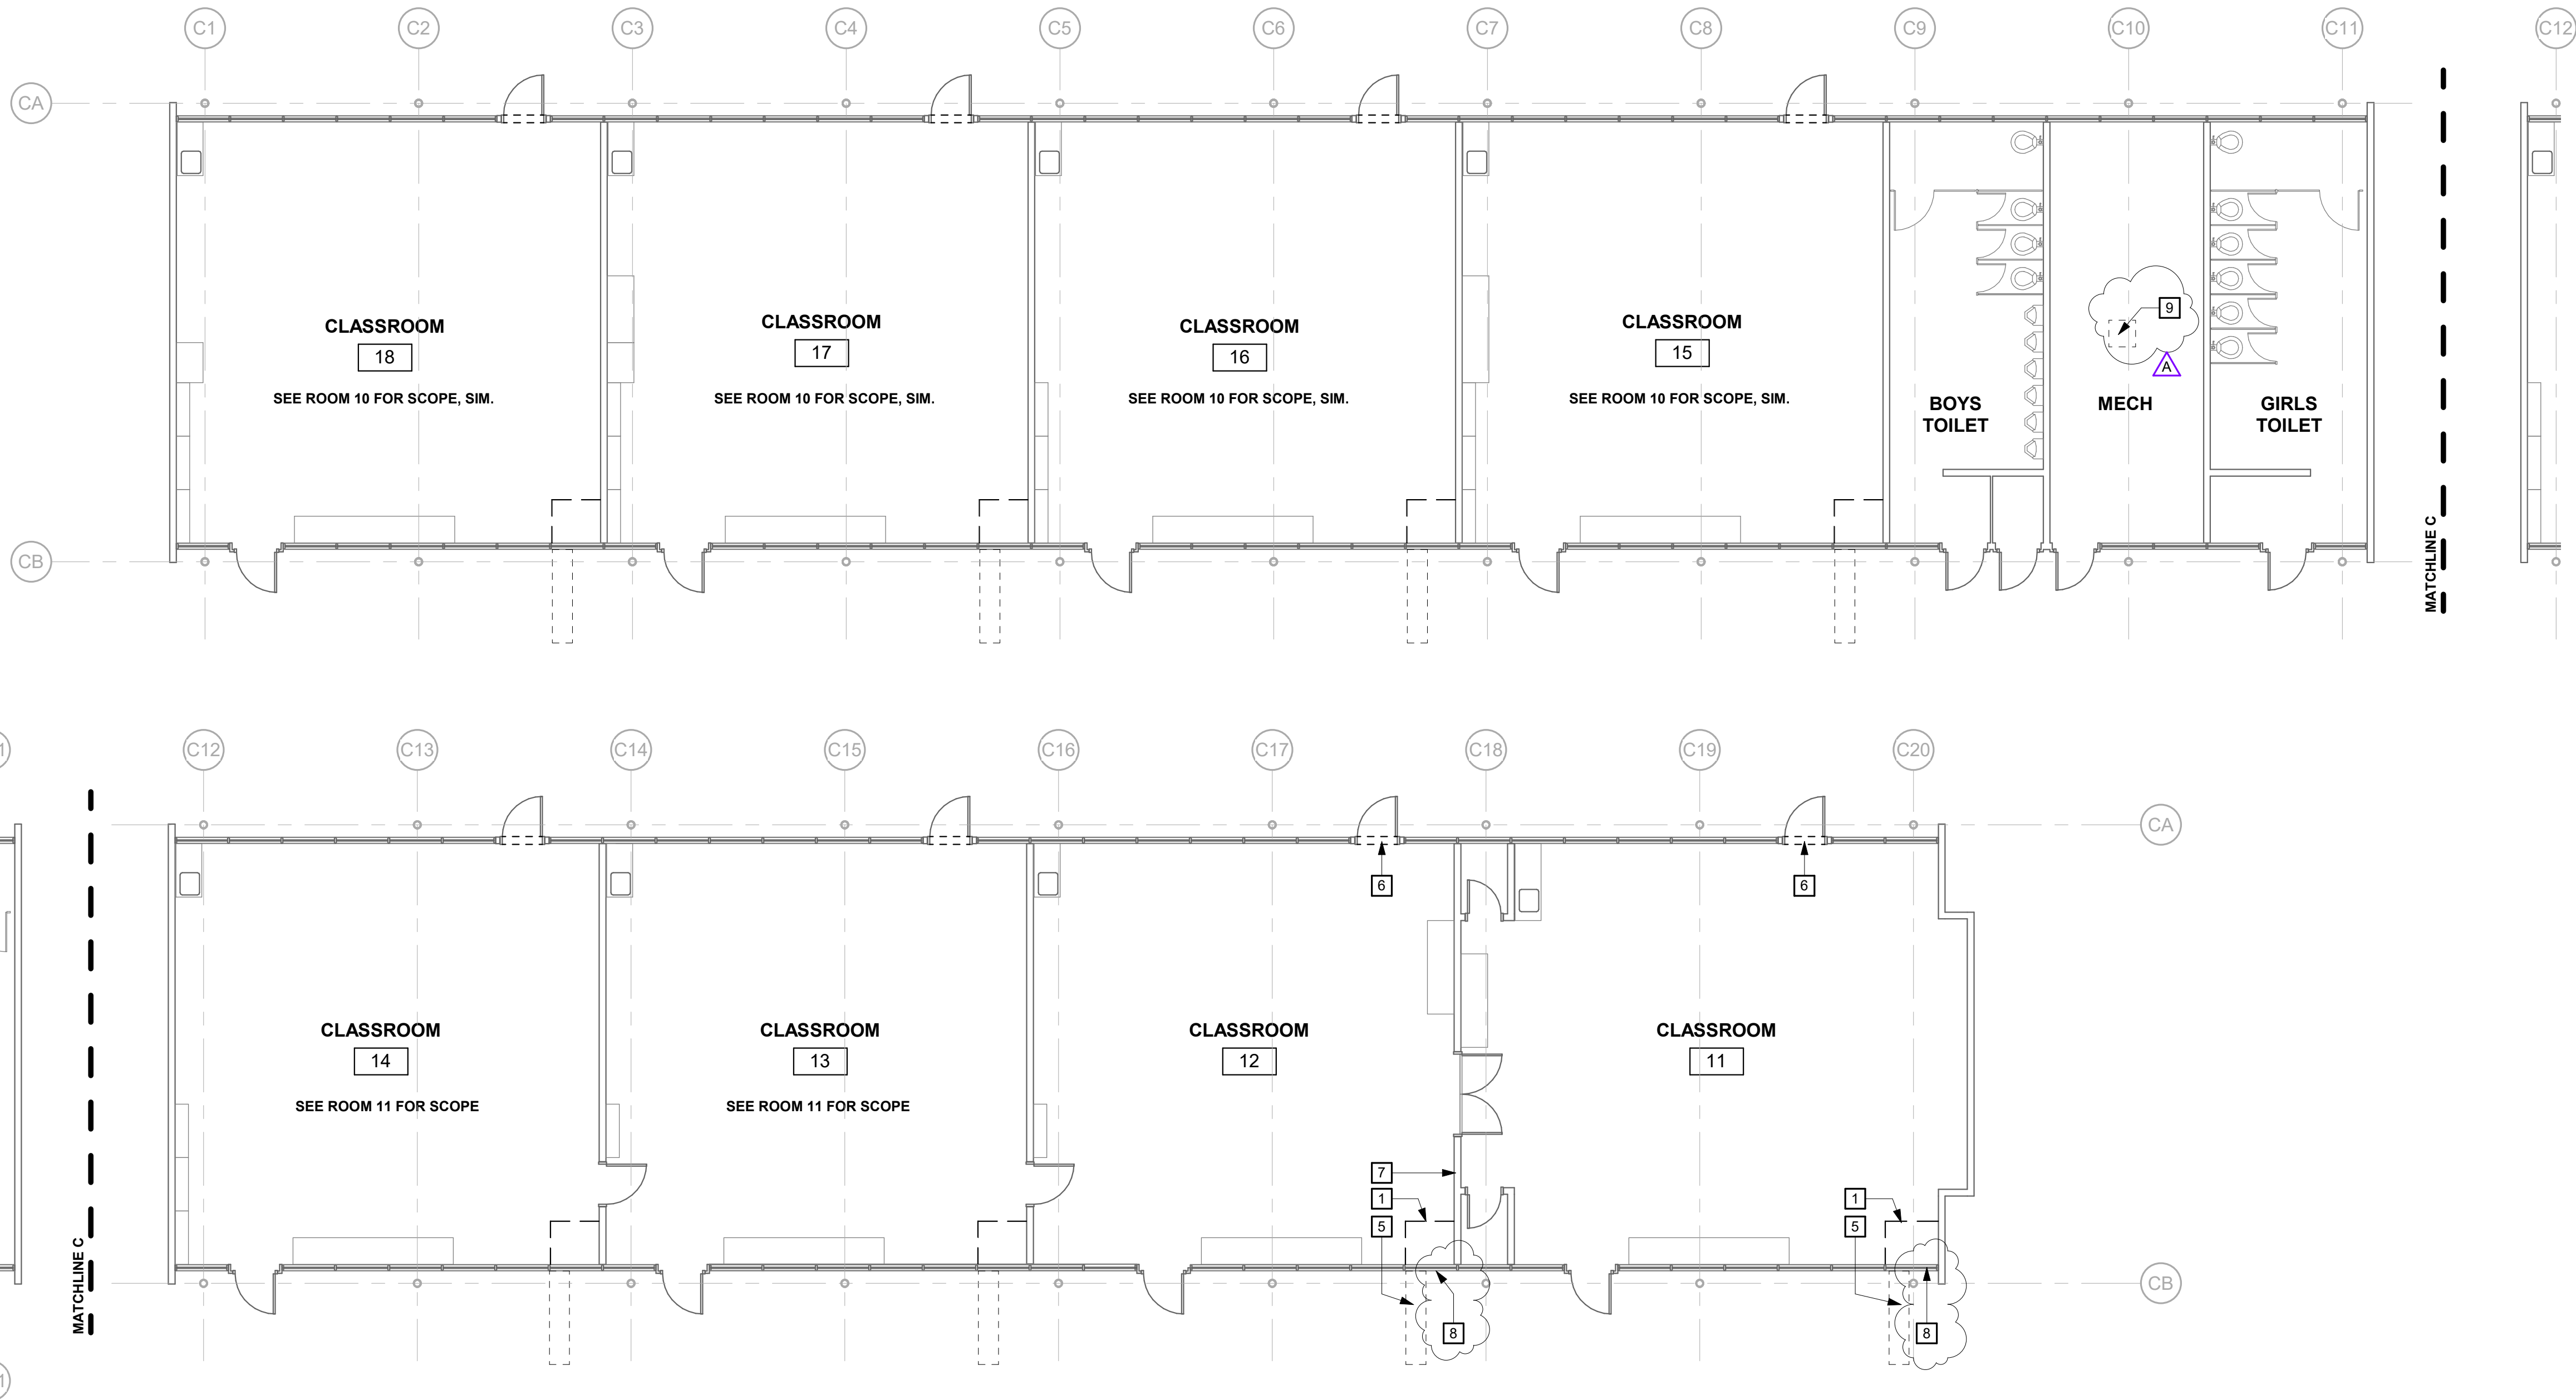 C1 C2 C3 C4 C5 C6 C7 C8 C9 C10 C11 C12
CA
CLASSROOM
18
SEE ROOM 10 FOR SCOPE, SIM.
CLASSROOM
17
SEE ROOM 10 FOR SCOPE, SIM.
CLASSROOM
16
SEE ROOM 10 FOR SCOPE, SIM.
CLASSROOM
15
SEE ROOM 10 FOR SCOPE, SIM.
BOYS
TOILET
9
A
MECH
GIRLS
TOILET
MATCHLINE C
CB
1
C12 C13 C14 C15 C16 C17 C18 C19 C20
CA
6
6
CLASSROOM
14
SEE ROOM 11 FOR SCOPE
CLASSROOM
13
SEE ROOM 11 FOR SCOPE
CLASSROOM
12
CLASSROOM
11
7
1
5
8
1
5
8
MATCHLINE C
CB
1